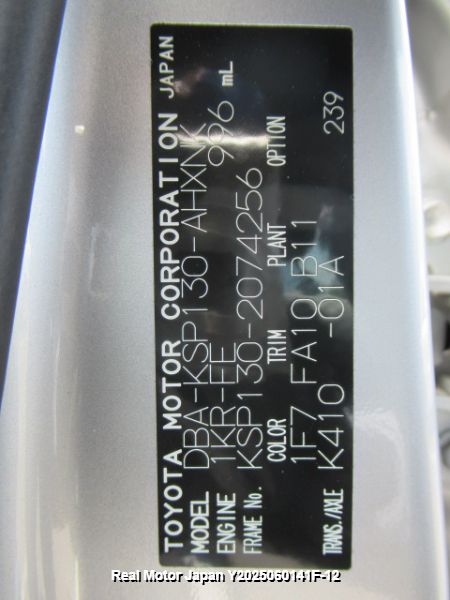 TOYOTA MOTOR CORPORATION JAPAN
MODEL DBA-KSP130-AHXNK
ENGINE 1KR-FE 996 mL
FRAME No. KSP130-2074256
COLOR TRIM PLANT OPTION
1F7 FA10 B11
TRANS./AXLE K410 -01A 239
Real Motor Japan Y2025060141F-12